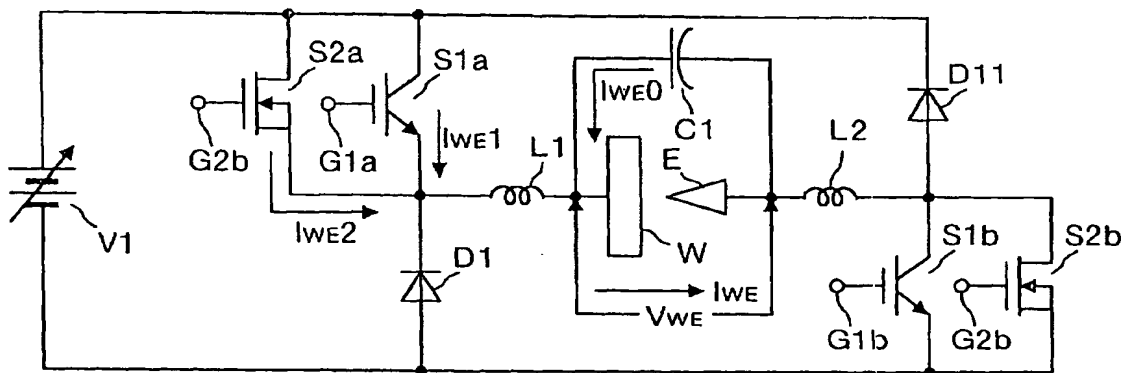 S2a
S1a
D11
IWE0
C1
L2
G2b
G1a
IWE1
L1
E
V1
IWE2
D1
W
IWE
VWE
S1b
S2b
G1b
G2b